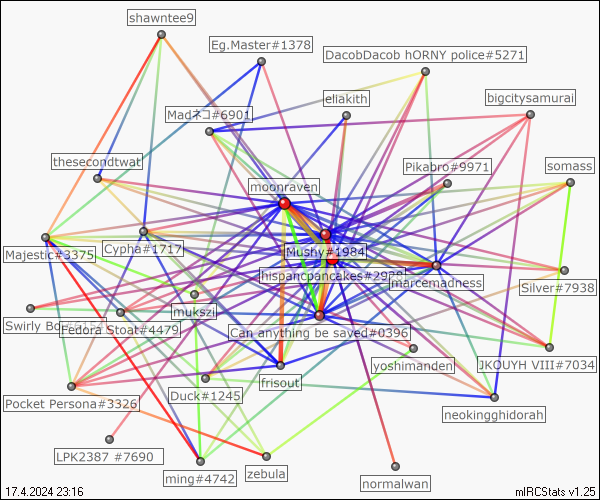 shawntee9
Eg.Master#1378
DacobDacob hORNY police#5271
eliakith
bigcitysamurai
Madネコ#6901
thesecondtwat
Pikabro#9971
somass
moonraven
Majestic#3375
Cypha#1717
Mushy#1984
hispancpancakes#2989
marcemadness
Silver#7938
mukszi
Swirly
Fedora Stoat#4479
Can anything be saved#0396
yoshimanden
JKOUYH VIII#7034
frisout
Duck#1245
Pocket Persona#3326
neokingghidorah
LPK2387 #7690
ming#4742
zebula
normalwan
17.4.2024 23:16
mIRCStats v1.25